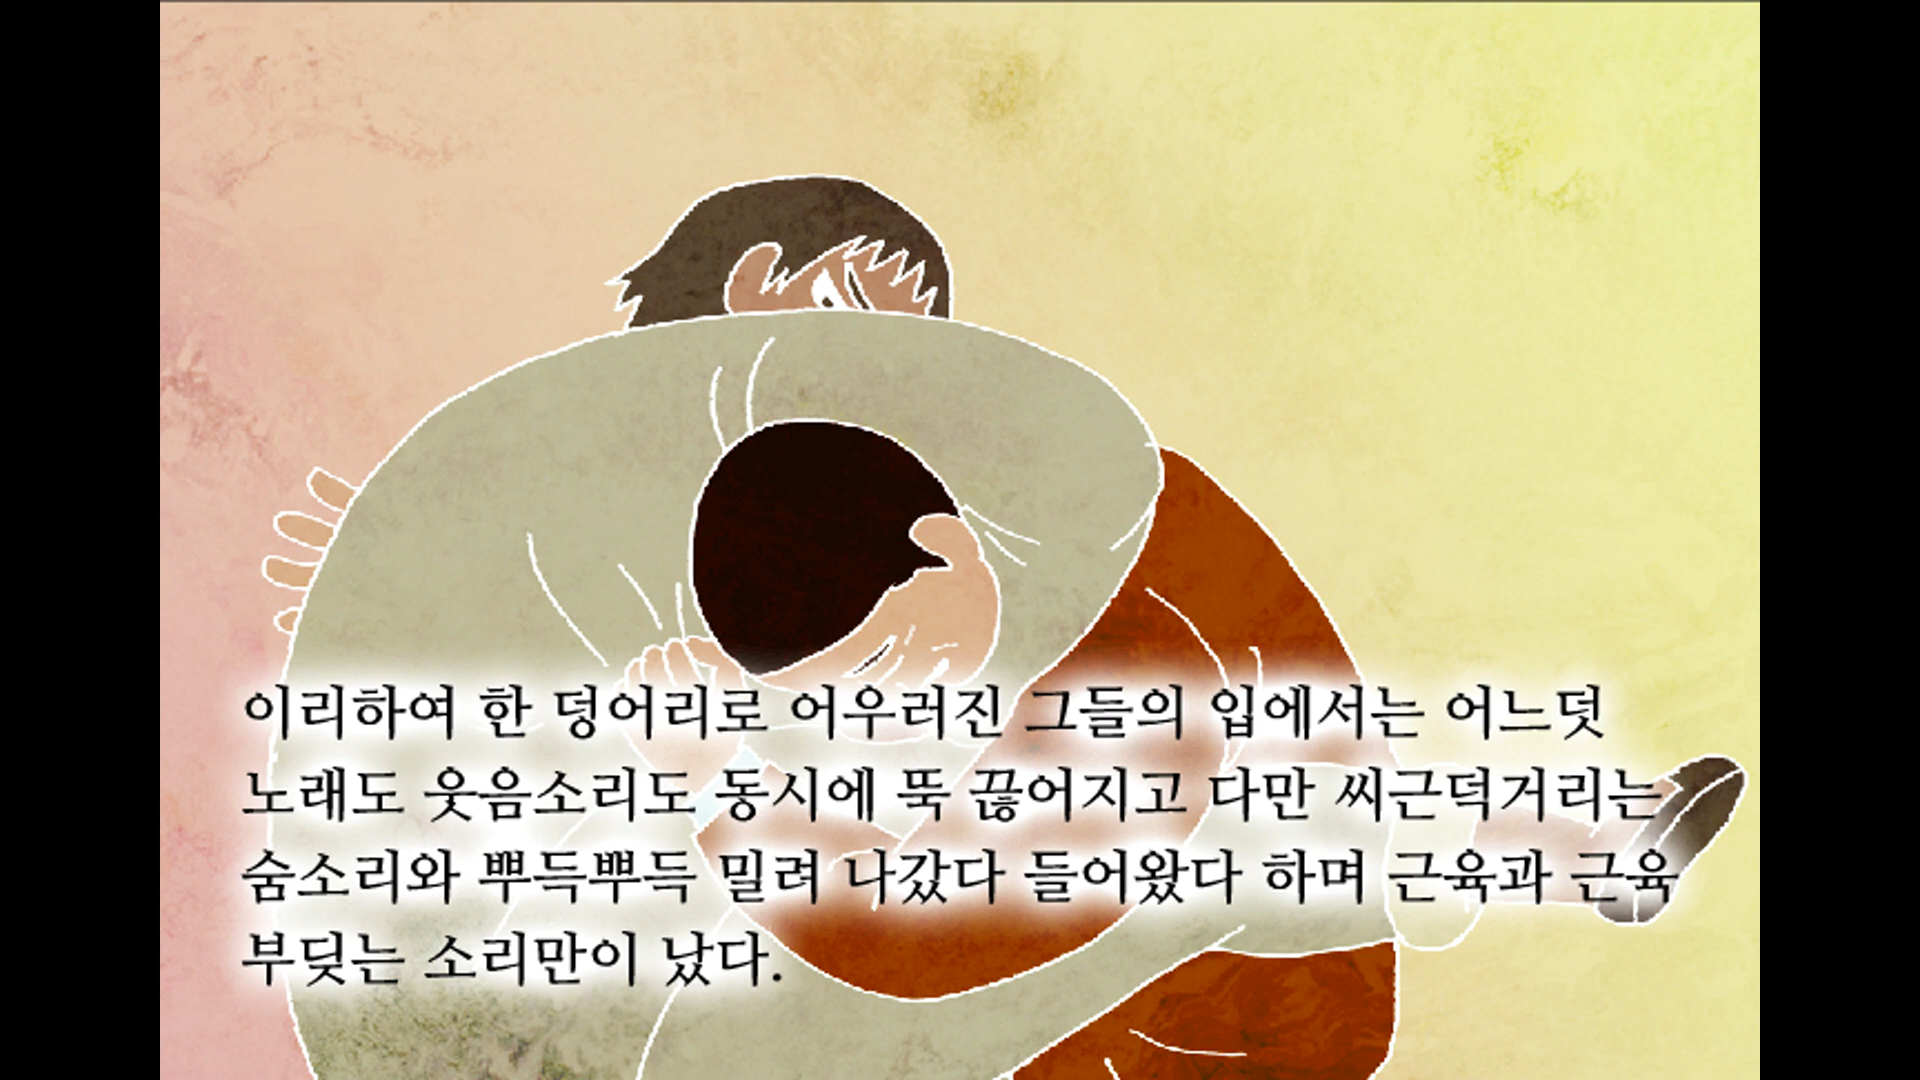 이리하여 한 덩어리로 어우러진 그들의 입에서는 어느덧
노래도 웃음소리도 동시에 뚝 끊어지고 다만 씨근덕거리는
숨소리와 뿌득뿌득 밀려 나갔다 들어왔다 하며 근육과 근육
부딪는 소리만이 났다.